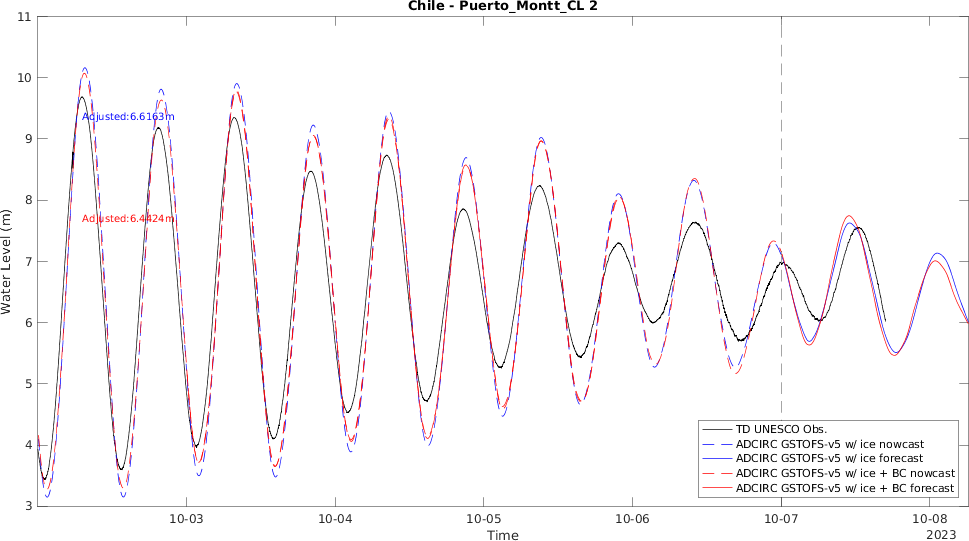 Chile - Puerto_Montt_CL 2
11
10
9
8
7
6
5
4
3
Water Level (m)
Adjusted:6.6163m
Adjusted:6.4424m
TD UNESCO Obs.
ADCIRC GSTOFS-v5 w/ ice nowcast
ADCIRC GSTOFS-v5 w/ ice forecast
ADCIRC GSTOFS-v5 w/ ice + BC nowcast
ADCIRC GSTOFS-v5 w/ ice + BC forecast
10-03 10-04 10-05 10-06 10-07 10-08
Time
2023